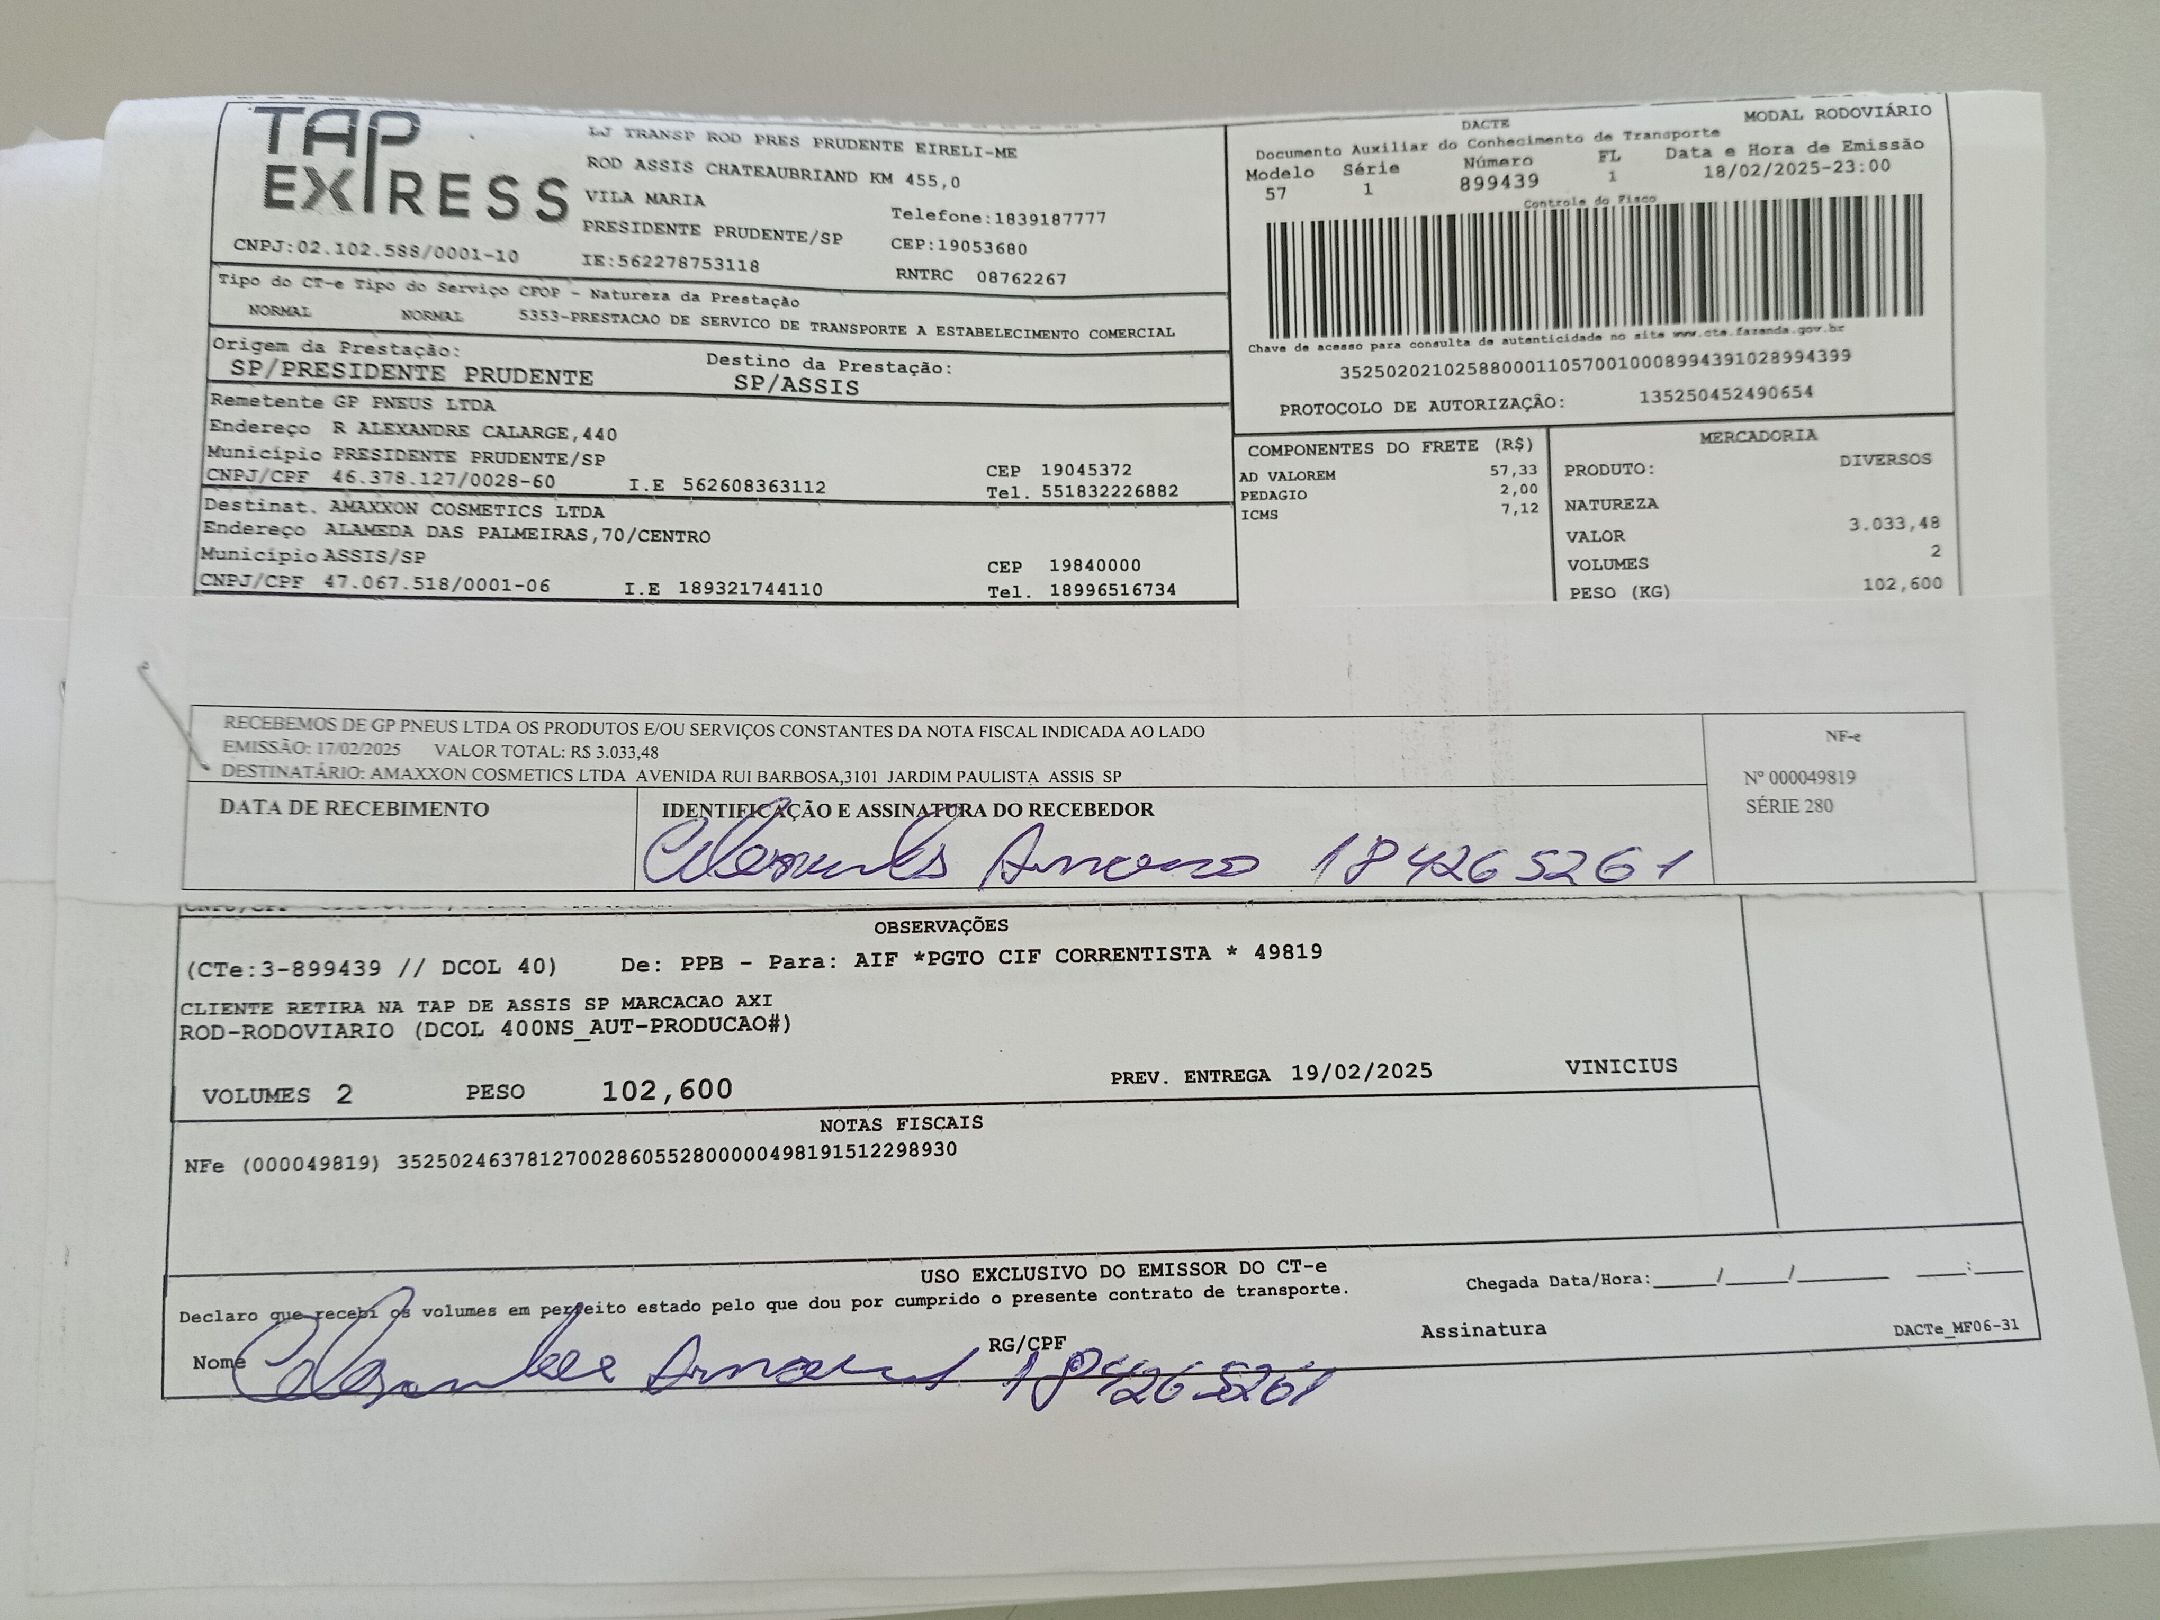 TAP EXPRESS
LJ TRANSP ROD PRES PRUDENTE EIRELI-ME
ROD ASSIS CHATEAUBRIAND KM 455,0
VILA MARIA
Telefone:1839187777
PRESIDENTE PRUDENTE/SP CEP:19053680
CNPJ:02.102.588/0001-10 IE:562278753118 RNTRC 08762267
Tipo do CT-e Tipo do Serviço CFOP - Natureza da Prestação
NORMAL NORMAL 5353-PRESTACAO DE SERVICO DE TRANSPORTE A ESTABELECIMENTO COMERCIAL
Origem da Prestação: Destino da Prestação:
SP/PRESIDENTE PRUDENTE SP/ASSIS
Remetente GP PNEUS LTDA
Endereço R ALEXANDRE CALARGE,440
Município PRESIDENTE PRUDENTE/SP CEP 19045372
CNPJ/CPF 46.378.127/0028-60 I.E 562608363112 Tel. 551832226882
Destinat. AMAXXON COSMETICS LTDA
Endereço ALAMEDA DAS PALMEIRAS,70/CENTRO
Município ASSIS/SP CEP 19840000
CNPJ/CPF 47.067.518/0001-06 I.E 189321744110 Tel. 18996516734
DACTE MODAL RODOVIÁRIO
Documento Auxiliar do Conhecimento de Transporte
Modelo Série Número FL Data e Hora de Emissão
57 1 899439 1 18/02/2025-23:00
Controle do Fisco
Chave de acesso para consulta de autenticidade no site www.cte.fazenda.gov.br
35250202102588000110570010008994391028994399
PROTOCOLO DE AUTORIZAÇÃO: 135250452490654
COMPONENTES DO FRETE (R$)
AD VALOREM 57,33
PEDAGIO 2,00
ICMS 7,12
MERCADORIA
PRODUTO: DIVERSOS
NATUREZA
VALOR 3.033,48
VOLUMES 2
PESO (KG) 102,600
RECEBEMOS DE GP PNEUS LTDA OS PRODUTOS E/OU SERVIÇOS CONSTANTES DA NOTA FISCAL INDICADA AO LADO
EMISSÃO: 17/02/2025 VALOR TOTAL: R$ 3.033,48
DESTINATÁRIO: AMAXXON COSMETICS LTDA AVENIDA RUI BARBOSA,3101 JARDIM PAULISTA ASSIS SP
NF-e
Nº 000049819
SÉRIE 280
DATA DE RECEBIMENTO IDENTIFICAÇÃO E ASSINATURA DO RECEBEDOR
184265261
OBSERVAÇÕES
(CTe:3-899439 // DCOL 40) De: PPB - Para: AIF *PGTO CIF CORRENTISTA * 49819
CLIENTE RETIRA NA TAP DE ASSIS SP MARCACAO AXI
ROD-RODOVIARIO (DCOL 400NS_AUT-PRODUCAO#)
VOLUMES 2 PESO 102,600 PREV. ENTREGA 19/02/2025 VINICIUS
NOTAS FISCAIS
NFe (000049819) 35250246378127002860552800000498191512298930
USO EXCLUSIVO DO EMISSOR DO CT-e
Declaro que recebi os volumes em perfeito estado pelo que dou por cumprido o presente contrato de transporte.
Chegada Data/Hora:_____/_____/_______ ____:____
Nome RG/CPF Assinatura DACTe_MF06-31
184265261